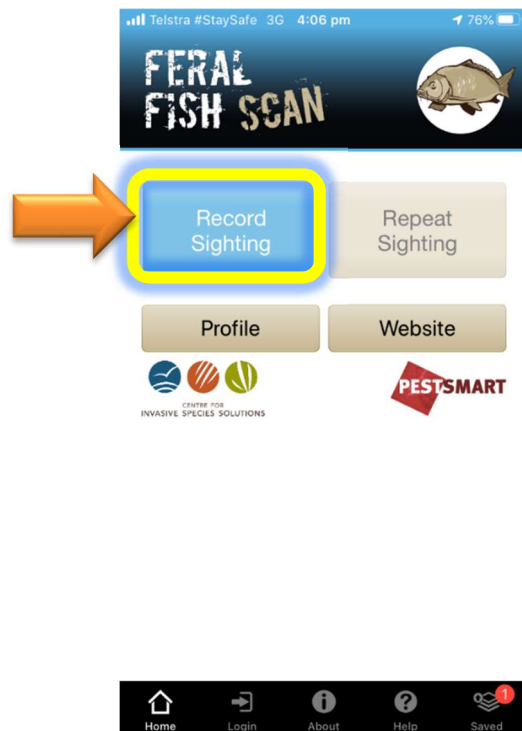 Telstra #StaySafe 3G 4:06 pm 76%
FERAL
FISH SCAN
Record
Sighting
Repeat
Sighting
Profile
Website
CENTRE FOR
INVASIVE SPECIES SOLUTIONS
PESTSMART
1
Home Login About Help Saved